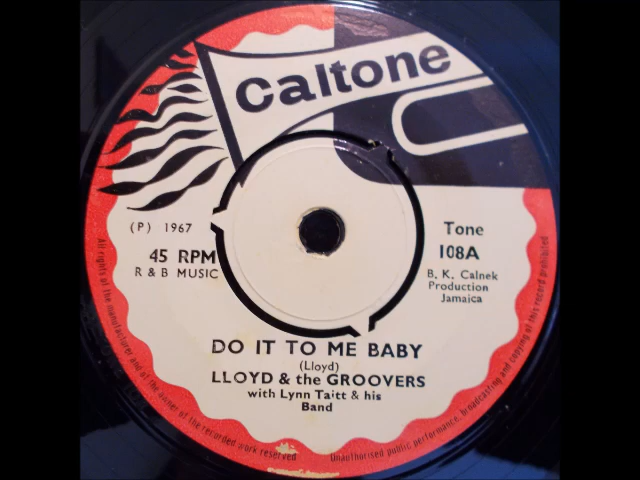 Caltone
(P) 1967
45 RPM
R & B MUSIC
Tone
108A
B. K. Calnek
Production
Jamaica
DO IT TO ME BABY
(Lloyd)
LLOYD & the GROOVERS
with Lynn Taitt & his
Band
All rights of the manufacturer and of the owner of the recorded work reserved
Unauthorised public performance, broadcasting and copying of this record prohibited